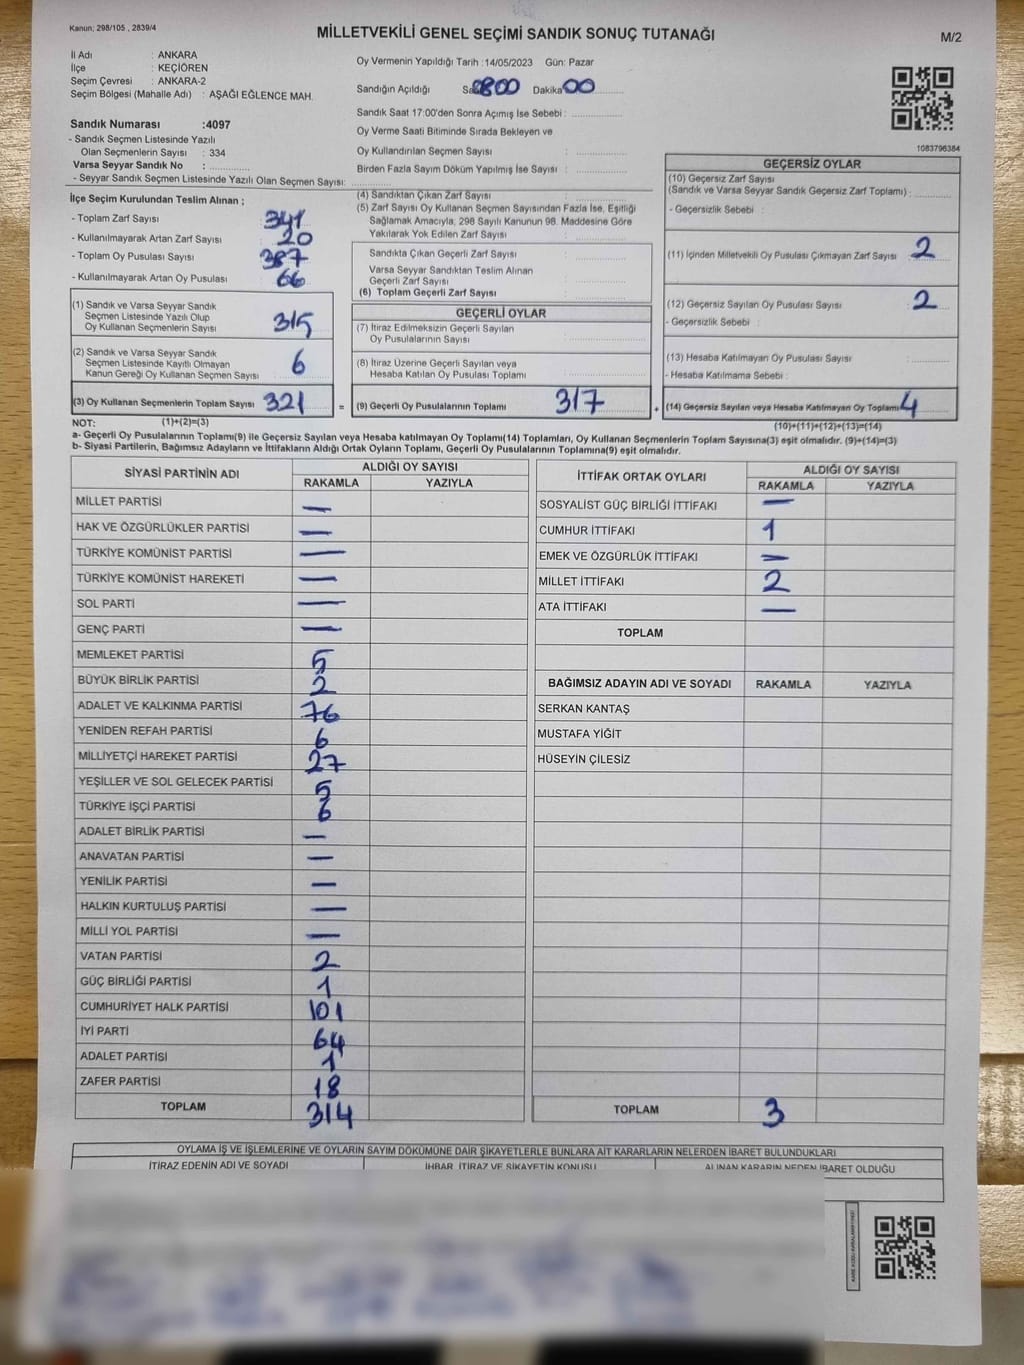 Kanun; 298/105 , 2839/4
MİLLETVEKİLİ GENEL SEÇİMİ SANDIK SONUÇ TUTANAĞI
M/2
İl Adı : ANKARA
İlçe : KEÇİÖREN
Seçim Çevresi : ANKARA-2
Seçim Bölgesi (Mahalle Adı) : AŞAĞI EĞLENCE MAH.
Sandık Numarası :4097
- Sandık Seçmen Listesinde Yazılı
Olan Seçmenlerin Sayısı : 334
Varsa Seyyar Sandık No :
- Seyyar Sandık Seçmen Listesinde Yazılı Olan Seçmen Sayısı:
Oy Vermenin Yapıldığı Tarih :14/05/2023 Gün: Pazar
Sandığın Açıldığı Saat 0800 Dakika 00
Sandık Saat 17:00'den Sonra Açımış İse Sebebi :
Oy Verme Saati Bitiminde Sırada Bekleyen ve
Oy Kullandırılan Seçmen Sayısı :
Birden Fazla Sayım Döküm Yapılmış İse Sayısı :
1083796384
İlçe Seçim Kurulundan Teslim Alınan ;
- Toplam Zarf Sayısı 341
- Kullanılmayarak Artan Zarf Sayısı 20
- Toplam Oy Pusulası Sayısı 387
- Kullanılmayarak Artan Oy Pusulası 66
(1) Sandık ve Varsa Seyyar Sandık
Seçmen Listesinde Yazılı Olup
Oy Kullanan Seçmenlerin Sayısı 315
(2) Sandık ve Varsa Seyyar Sandık
Seçmen Listesinde Kayıtlı Olmayan
Kanun Gereği Oy Kullanan Seçmen Sayısı 6
(3) Oy Kullanan Seçmenlerin Toplam Sayısı 321
(1)+(2)=(3)
(4) Sandıktan Çıkan Zarf Sayısı :
(5) Zarf Sayısı Oy Kullanan Seçmen Sayısından Fazla İse, Eşitliği
Sağlamak Amacıyla, 298 Sayılı Kanunun 98. Maddesine Göre
Yakılarak Yok Edilen Zarf Sayısı :
Sandıkta Çıkan Geçerli Zarf Sayısı :
Varsa Seyyar Sandıktan Teslim Alınan
Geçerli Zarf Sayısı :
(6) Toplam Geçerli Zarf Sayısı :
GEÇERLİ OYLAR
(7) İtiraz Edilmeksizin Geçerli Sayılan
Oy Pusulalarının Sayısı :
(8) İtiraz Üzerine Geçerli Sayılan veya
Hesaba Katılan Oy Pusulası Toplamı :
= (9) Geçerli Oy Pusulalarının Toplamı 317
GEÇERSİZ OYLAR
(10) Geçersiz Zarf Sayısı
(Sandık ve Varsa Seyyar Sandık Geçersiz Zarf Toplamı) :
- Geçersizlik Sebebi :
(11) İçinden Milletvekili Oy Pusulası Çıkmayan Zarf Sayısı : 2
(12) Geçersiz Sayılan Oy Pusulası Sayısı : 2
- Geçersizlik Sebebi :
(13) Hesaba Katılmayan Oy Pusulası Sayısı :
- Hesaba Katılmama Sebebi :
+ (14) Geçersiz Sayılan veya Hesaba Katılmayan Oy Toplamı 4
(10)+(11)+(12)+(13)=(14)
NOT:
a- Geçerli Oy Pusulalarının Toplamı(9) ile Geçersiz Sayılan veya Hesaba katılmayan Oy Toplamı(14) Toplamları, Oy Kullanan Seçmenlerin Toplam Sayısına(3) eşit olmalıdır. (9)+(14)=(3)
b- Siyasi Partilerin, Bağımsız Adayların ve İttifakların Aldığı Oyların Toplamı, Geçerli Oy Pusulalarının Toplamına(9) eşit olmalıdır.
SİYASİ PARTİNİN ADI ALDIĞI OY SAYISI
RAKAMLA YAZIYLA
MİLLET PARTİSİ —
HAK VE ÖZGÜRLÜKLER PARTİSİ —
TÜRKİYE KOMÜNİST PARTİSİ —
TÜRKİYE KOMÜNİST HAREKETİ —
SOL PARTİ —
GENÇ PARTİ —
MEMLEKET PARTİSİ 5
BÜYÜK BİRLİK PARTİSİ 2
ADALET VE KALKINMA PARTİSİ 76
YENİDEN REFAH PARTİSİ 6
MİLLİYETÇİ HAREKET PARTİSİ 27
YEŞİLLER VE SOL GELECEK PARTİSİ 5
TÜRKİYE İŞÇİ PARTİSİ 6
ADALET BİRLİK PARTİSİ —
ANAVATAN PARTİSİ —
YENİLİK PARTİSİ —
HALKIN KURTULUŞ PARTİSİ —
MİLLİ YOL PARTİSİ —
VATAN PARTİSİ 2
GÜÇ BİRLİĞİ PARTİSİ 1
CUMHURİYET HALK PARTİSİ 101
İYİ PARTİ 64
ADALET PARTİSİ 1
ZAFER PARTİSİ 18
TOPLAM 314
İTTİFAK ORTAK OYLARI ALDIĞI OY SAYISI
RAKAMLA YAZIYLA
SOSYALİST GÜÇ BİRLİĞİ İTTİFAKI —
CUMHUR İTTİFAKI 1
EMEK VE ÖZGÜRLÜK İTTİFAKI —
MİLLET İTTİFAKI 2
ATA İTTİFAKI —
TOPLAM
BAĞIMSIZ ADAYIN ADI VE SOYADI RAKAMLA YAZIYLA
SERKAN KANTAŞ
MUSTAFA YİĞİT
HÜSEYİN ÇİLESİZ
TOPLAM 3
OYLAMA İŞ VE İŞLEMLERİNE VE OYLARIN SAYIM DÖKÜMÜNE DAİR ŞİKAYETLERLE BUNLARA AİT KARARLARIN NELERDEN İBARET BULUNDUKLARI
İTİRAZ EDENİN ADI VE SOYADI İHBAR, İTİRAZ VE ŞİKAYETİN KONUSU ALINAN KARARIN NEDEN İBARET OLDUĞU